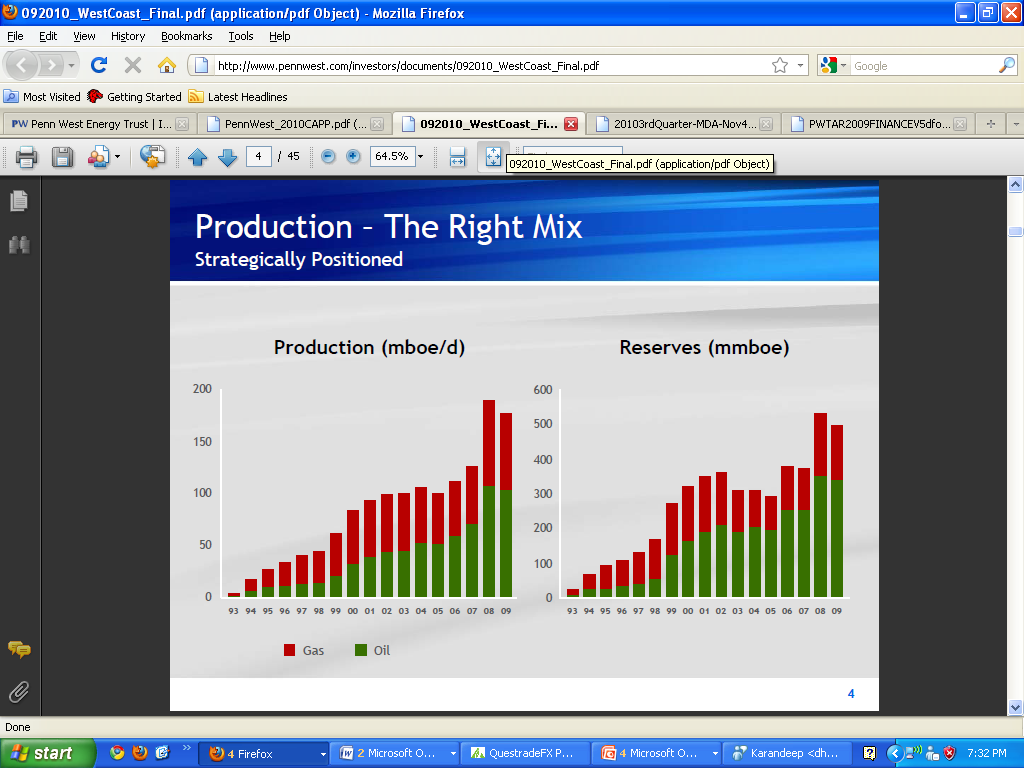 092010_WestCoast_Final.pdf (application/pdf Object) - Mozilla Firefox
File Edit View History Bookmarks Tools Help
http://www.pennwest.com/investors/documents/092010_WestCoast_Final.pdf
Google
Most Visited Getting Started Latest Headlines
PW Penn West Energy Trust | I...
PennWest_2010CAPP.pdf (...
092010_WestCoast_Fi...
20103rdQuarter-MDA-Nov4...
PWTAR2009FINANCEV5dfo...
4 / 45 64.5%
092010_WestCoast_Final.pdf (application/pdf Object)
Production – The Right Mix
Strategically Positioned
Production (mboe/d)
200
150
100
50
0
93 94 95 96 97 98 99 00 01 02 03 04 05 06 07 08 09
Gas Oil
Reserves (mmboe)
600
500
400
300
200
100
0
93 94 95 96 97 98 99 00 01 02 03 04 05 06 07 08 09
4
Done
start
4 Firefox
2 Microsoft O...
QuestradeFX P...
4 Microsoft O...
Karandeep <dh...
7:32 PM